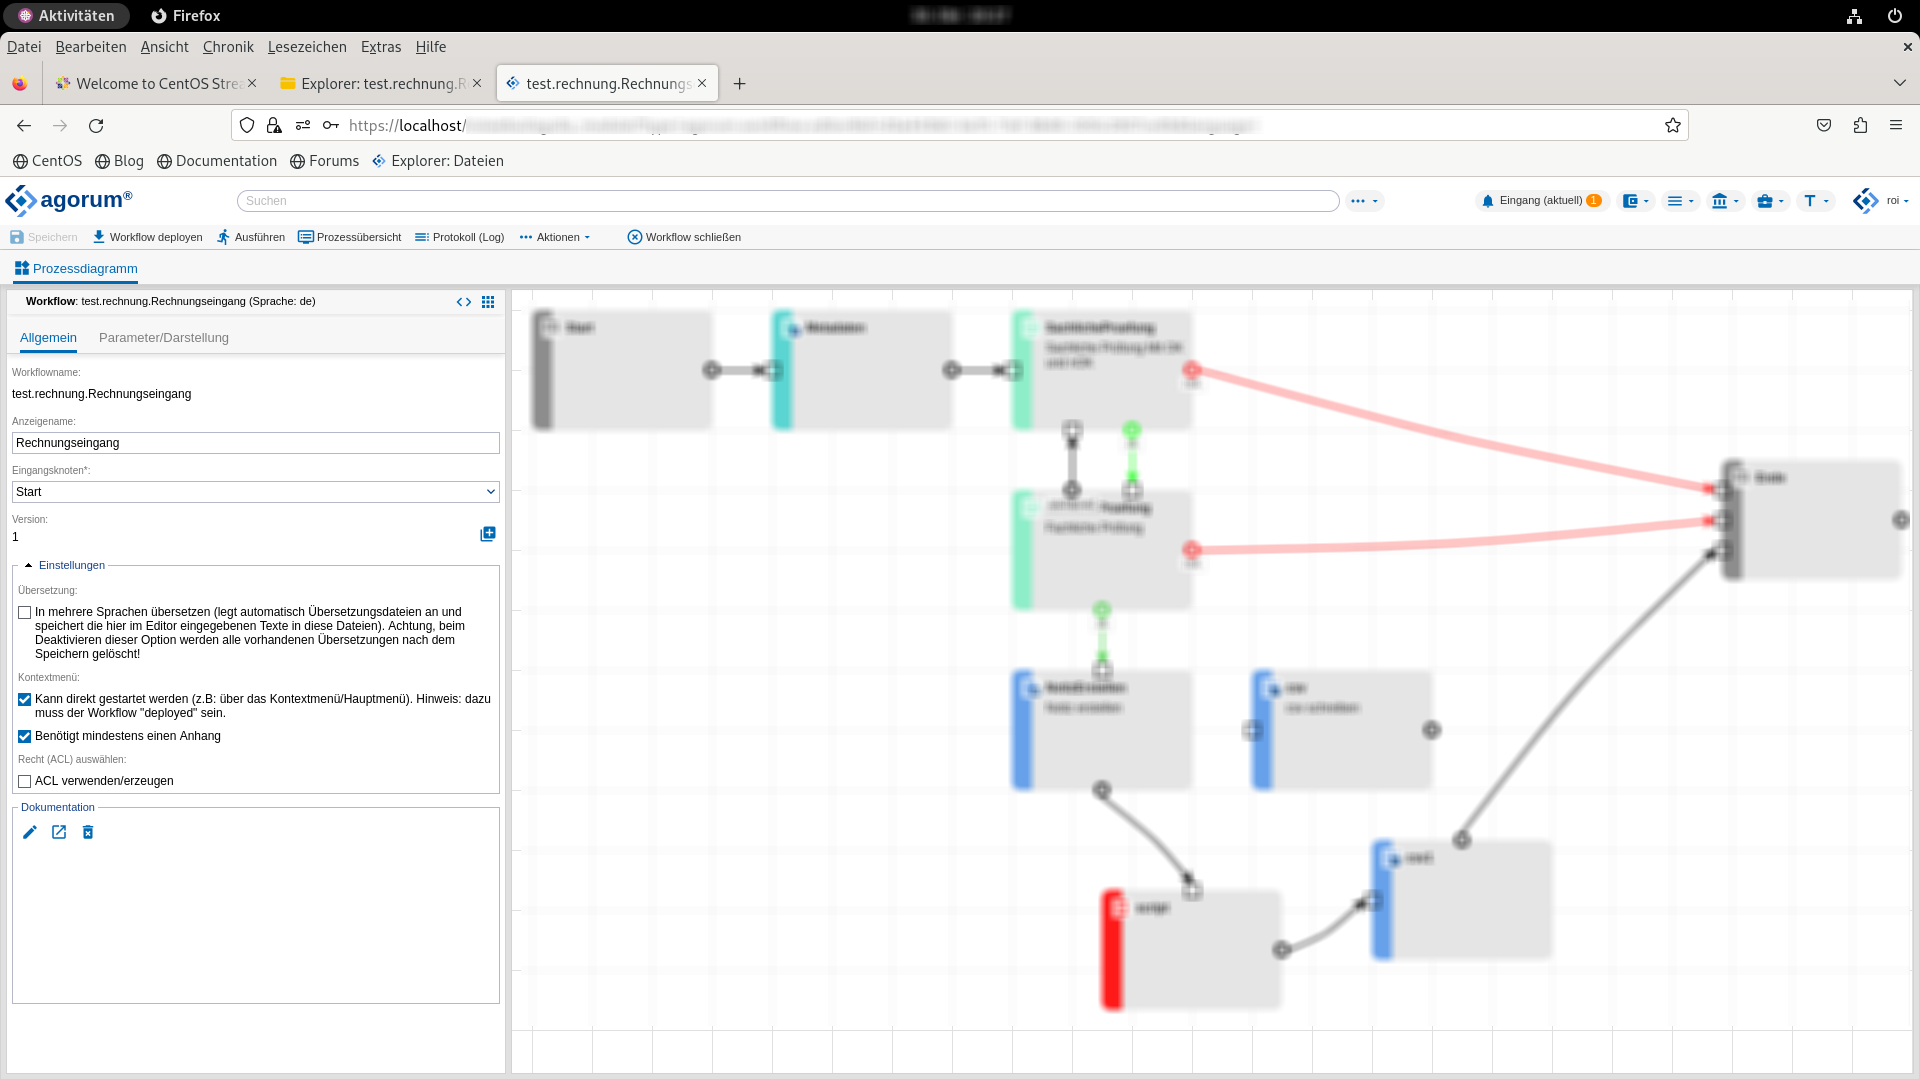 Aktivitäten Firefox
Datei Bearbeiten Ansicht Chronik Lesezeichen Extras Hilfe
Welcome to CentOS Strea Explorer: test.rechnung.R test.rechnung.Rechnungs
https://localhost/
CentOS Blog Documentation Forums Explorer: Dateien
agorum® Suchen Eingang (aktuell) 1 T roi
Speichern Workflow deployen Ausführen Prozessübersicht Protokoll (Log) Aktionen Workflow schließen
Prozessdiagramm
Workflow: test.rechnung.Rechnungseingang (Sprache: de)
Allgemein Parameter/Darstellung
Workflowname:
test.rechnung.Rechnungseingang
Anzeigename:
Rechnungseingang
Eingangsknoten*:
Start
Version:
1
Einstellungen
Übersetzung:
In mehrere Sprachen übersetzen (legt automatisch Übersetzungsdateien an und
speichert die hier im Editor eingegebenen Texte in diese Dateien). Achtung, beim
Deaktivieren dieser Option werden alle vorhandenen Übersetzungen nach dem
Speichern gelöscht!
Kontextmenü:
Kann direkt gestartet werden (z.B: über das Kontextmenü/Hauptmenü). Hinweis: dazu
muss der Workflow "deployed" sein.
Benötigt mindestens einen Anhang
Recht (ACL) auswählen:
ACL verwenden/erzeugen
Dokumentation
Start
Metadaten
Ende
script